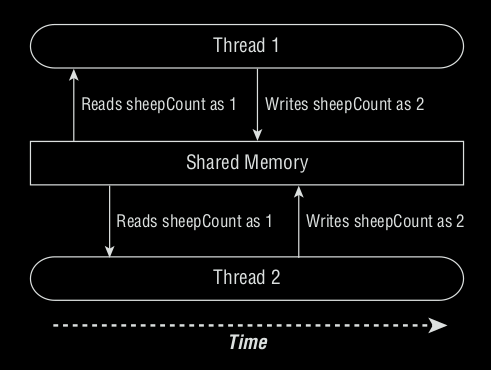 Thread 1
Reads sheepCount as 1
Writes sheepCount as 2
Shared Memory
Reads sheepCount as 1
Writes sheepCount as 2
Thread 2
Time